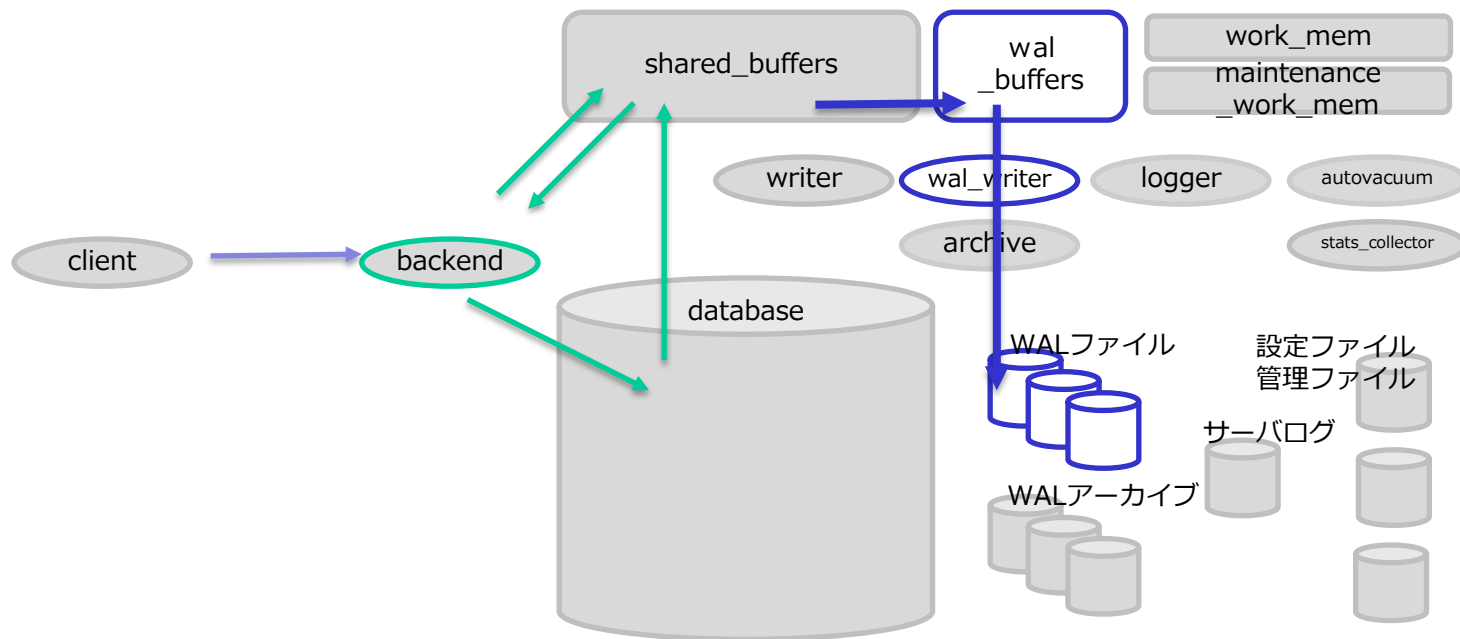 shared_buffers
wal
_buffers
work_mem
maintenance
_work_mem
writer
wal_writer
logger
autovacuum
archive
stats_collector
client
backend
database
WALファイル
設定ファイル
管理ファイル
サーバログ
WALアーカイブ